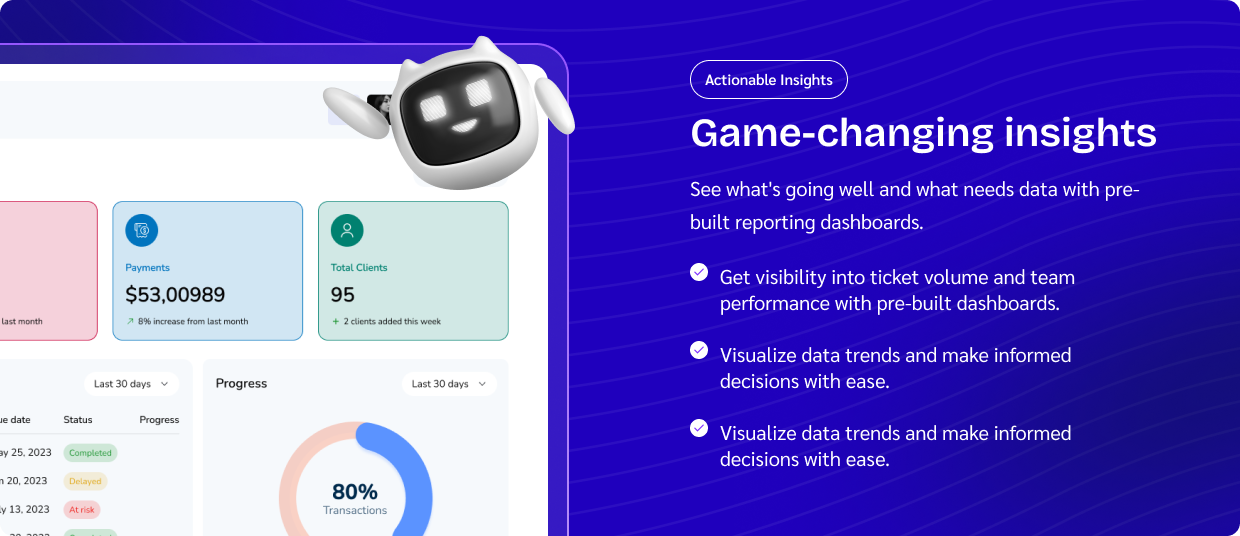 Actionable Insights
Game-changing insights
See what's going well and what needs data with pre-
built reporting dashboards.
Get visibility into ticket volume and team
performance with pre-built dashboards.
Visualize data trends and make informed
decisions with ease.
Visualize data trends and make informed
decisions with ease.
last month
Payments
$53,00989
8% increase from last month
Total Clients
95
2 clients added this week
Last 30 days
date Status Progress
25, 2023 Completed
20, 2023 Delayed
13, 2023 At risk
Progress
Last 30 days
80%
Transactions